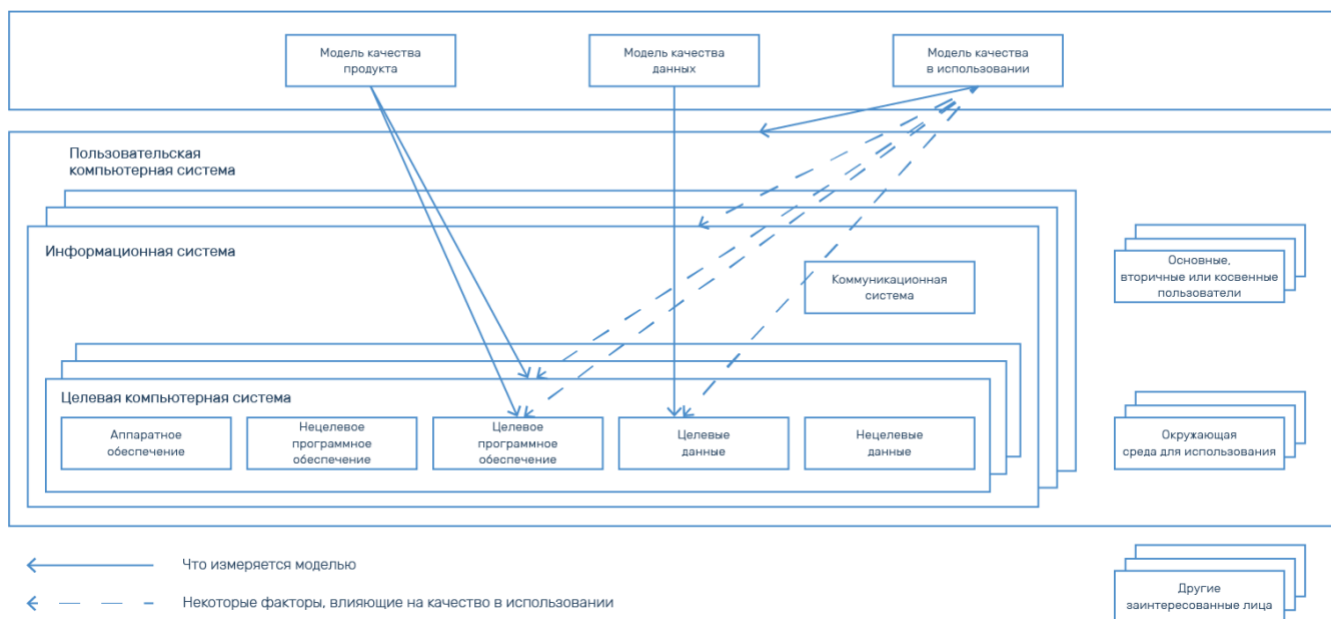 Модель качества
продукта
Модель качества
данных
Модель качества
в использовании
Пользовательская
компьютерная система
Информационная система
Коммуникационная
система
Основные,
вторичные или косвенные
пользователи
Целевая компьютерная система
Аппаратное
обеспечение
Нецелевое
программное
обеспечение
Целевое
программное
обеспечение
Целевые
данные
Нецелевые
данные
Окружающая
среда для использования
Что измеряется моделью
Некоторые факторы, влияющие на качество в использовании
Другие
заинтересованные лица